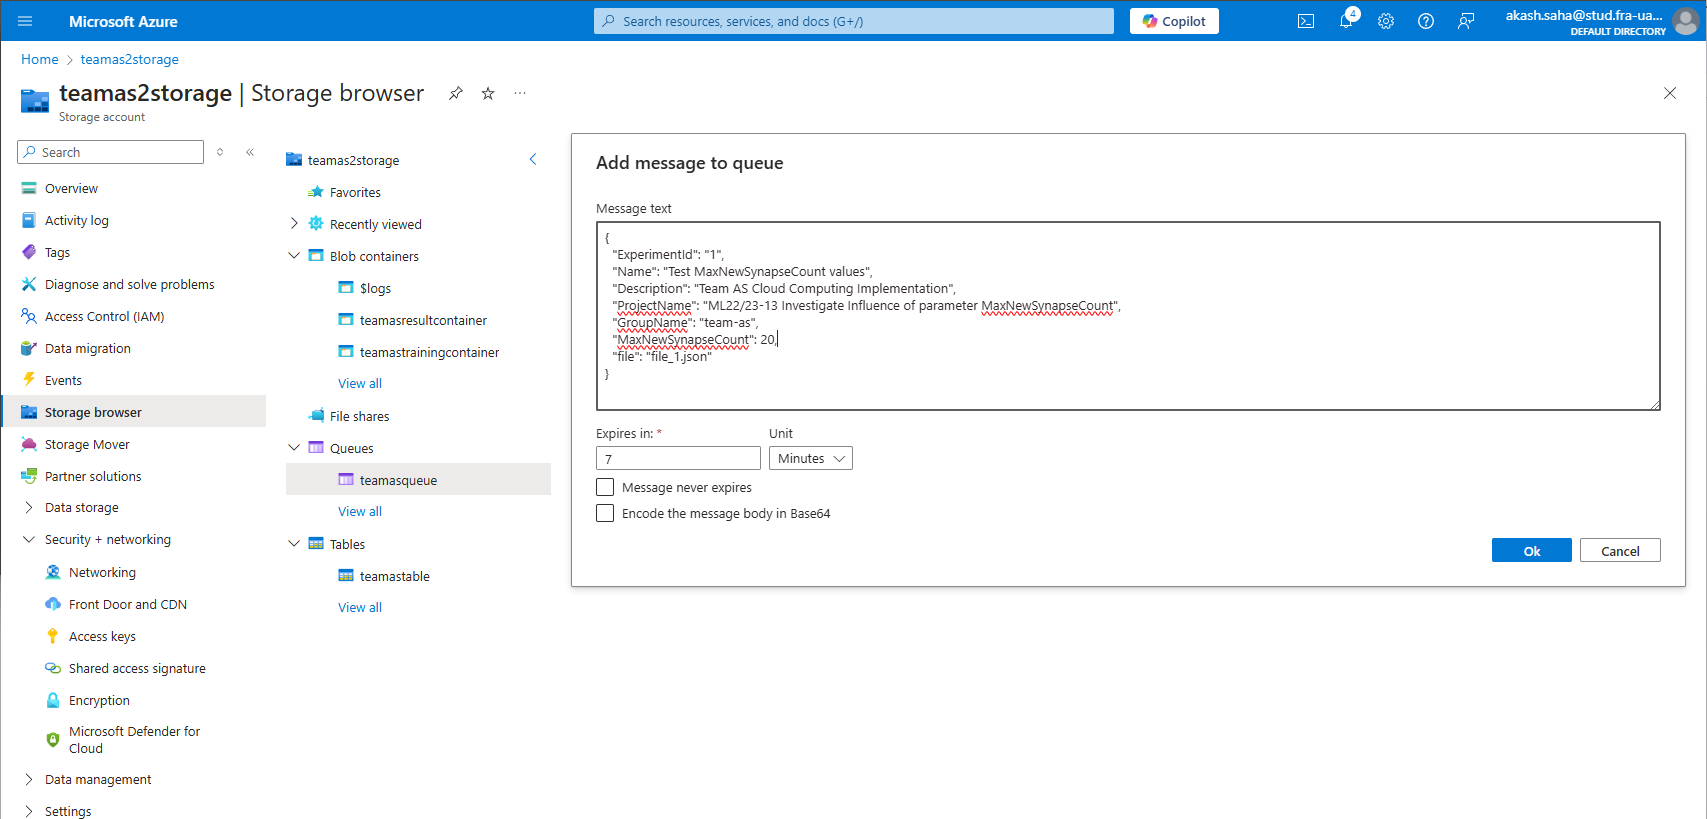 Microsoft Azure
Search resources, services, and docs (G+/)
Copilot
4
akash.saha@stud.fra-ua...
DEFAULT DIRECTORY
Home > teamas2storage
teamas2storage | Storage browser
Storage account
Search
Overview
Activity log
Tags
Diagnose and solve problems
Access Control (IAM)
Data migration
Events
Storage browser
Storage Mover
Partner solutions
Data storage
Security + networking
Networking
Front Door and CDN
Access keys
Shared access signature
Encryption
Microsoft Defender for
Cloud
Data management
Settings
teamas2storage
Favorites
Recently viewed
Blob containers
$logs
teamasresultcontainer
teamastrainingcontainer
View all
File shares
Queues
teamasqueue
View all
Tables
teamastable
View all
Add message to queue
Message text
{
"ExperimentId": "1",
"Name": "Test MaxNewSynapseCount values",
"Description": "Team AS Cloud Computing Implementation",
"ProjectName": "ML22/23-13 Investigate Influence of parameter MaxNewSynapseCount",
"GroupName": "team-as",
"MaxNewSynapseCount": 20,
"file": "file_1.json"
}
Expires in: * Unit
7 Minutes
Message never expires
Encode the message body in Base64
Ok Cancel